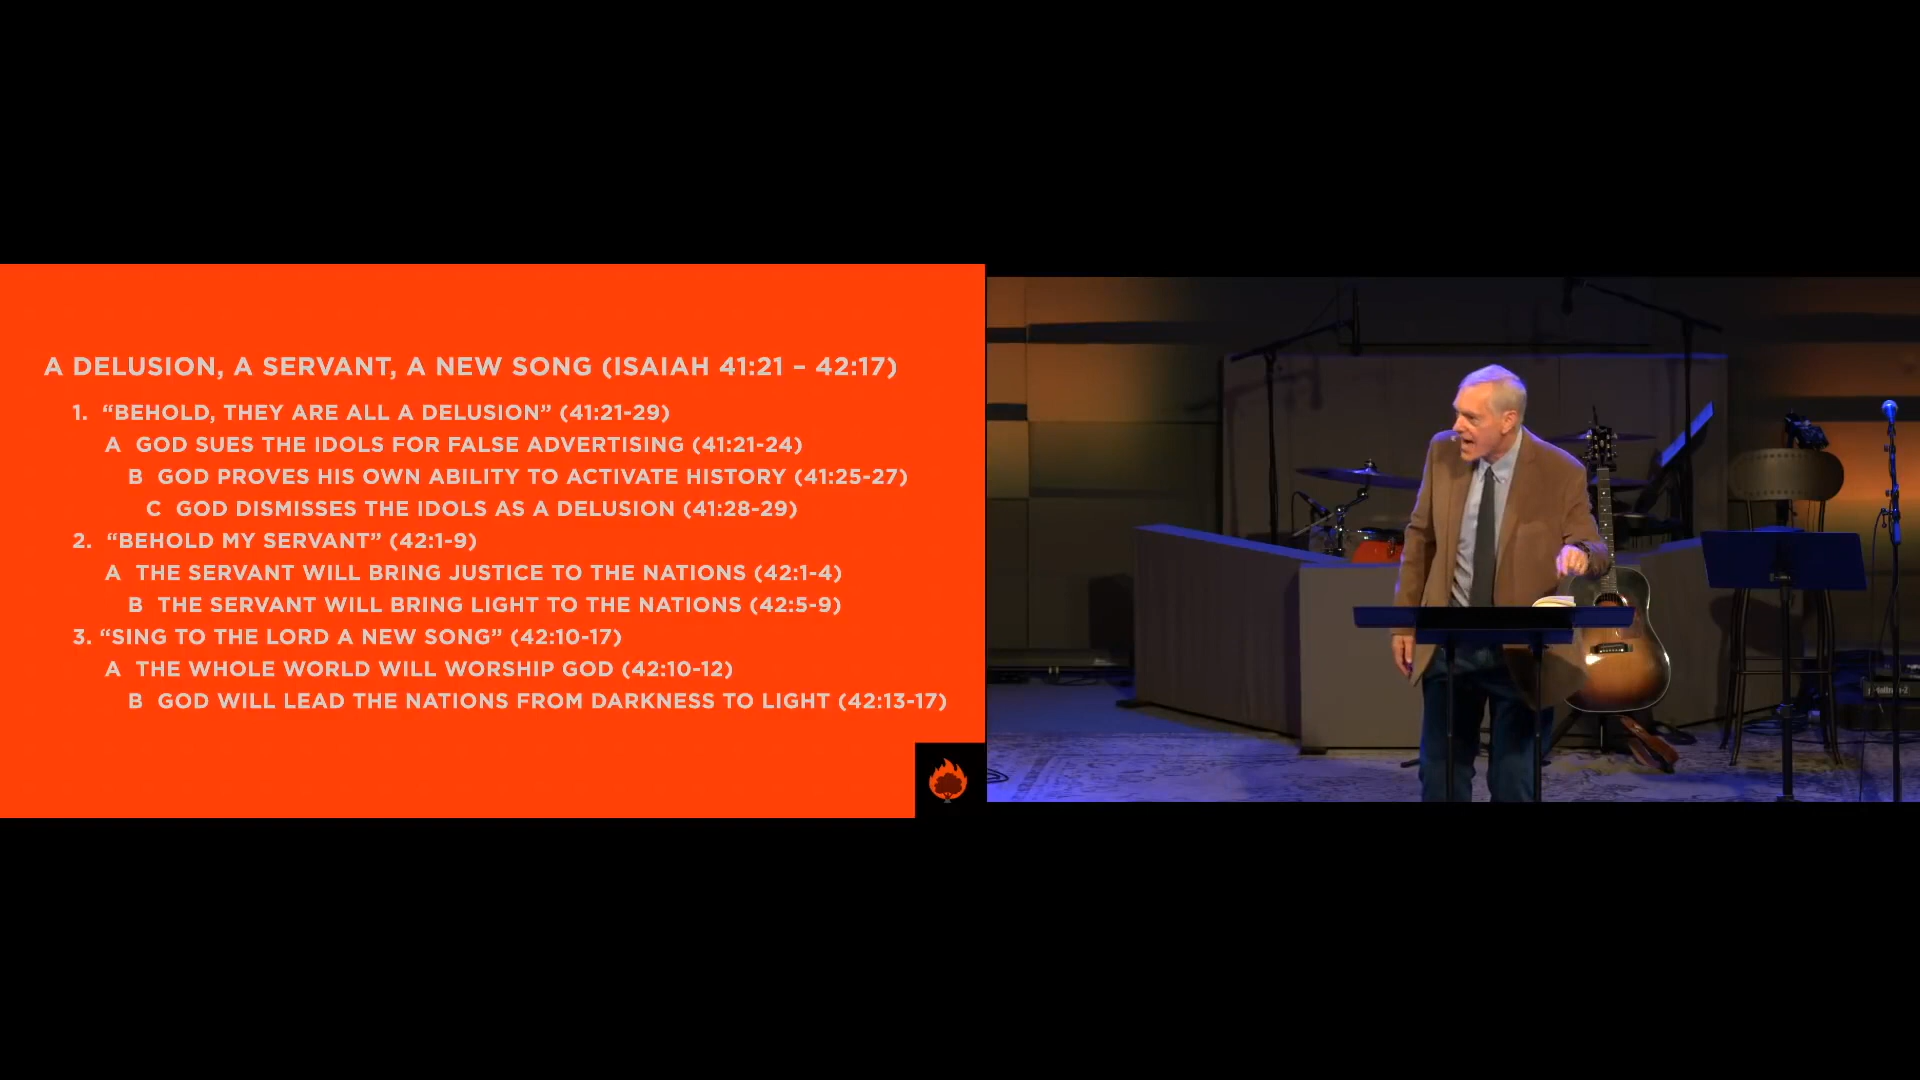 A DELUSION, A SERVANT, A NEW SONG (ISAIAH 41:21 – 42:17)
1. “BEHOLD, THEY ARE ALL A DELUSION” (41:21-29)
A GOD SUES THE IDOLS FOR FALSE ADVERTISING (41:21-24)
B GOD PROVES HIS OWN ABILITY TO ACTIVATE HISTORY (41:25-27)
C GOD DISMISSES THE IDOLS AS A DELUSION (41:28-29)
2. “BEHOLD MY SERVANT” (42:1-9)
A THE SERVANT WILL BRING JUSTICE TO THE NATIONS (42:1-4)
B THE SERVANT WILL BRING LIGHT TO THE NATIONS (42:5-9)
3. “SING TO THE LORD A NEW SONG” (42:10-17)
A THE WHOLE WORLD WILL WORSHIP GOD (42:10-12)
B GOD WILL LEAD THE NATIONS FROM DARKNESS TO LIGHT (42:13-17)